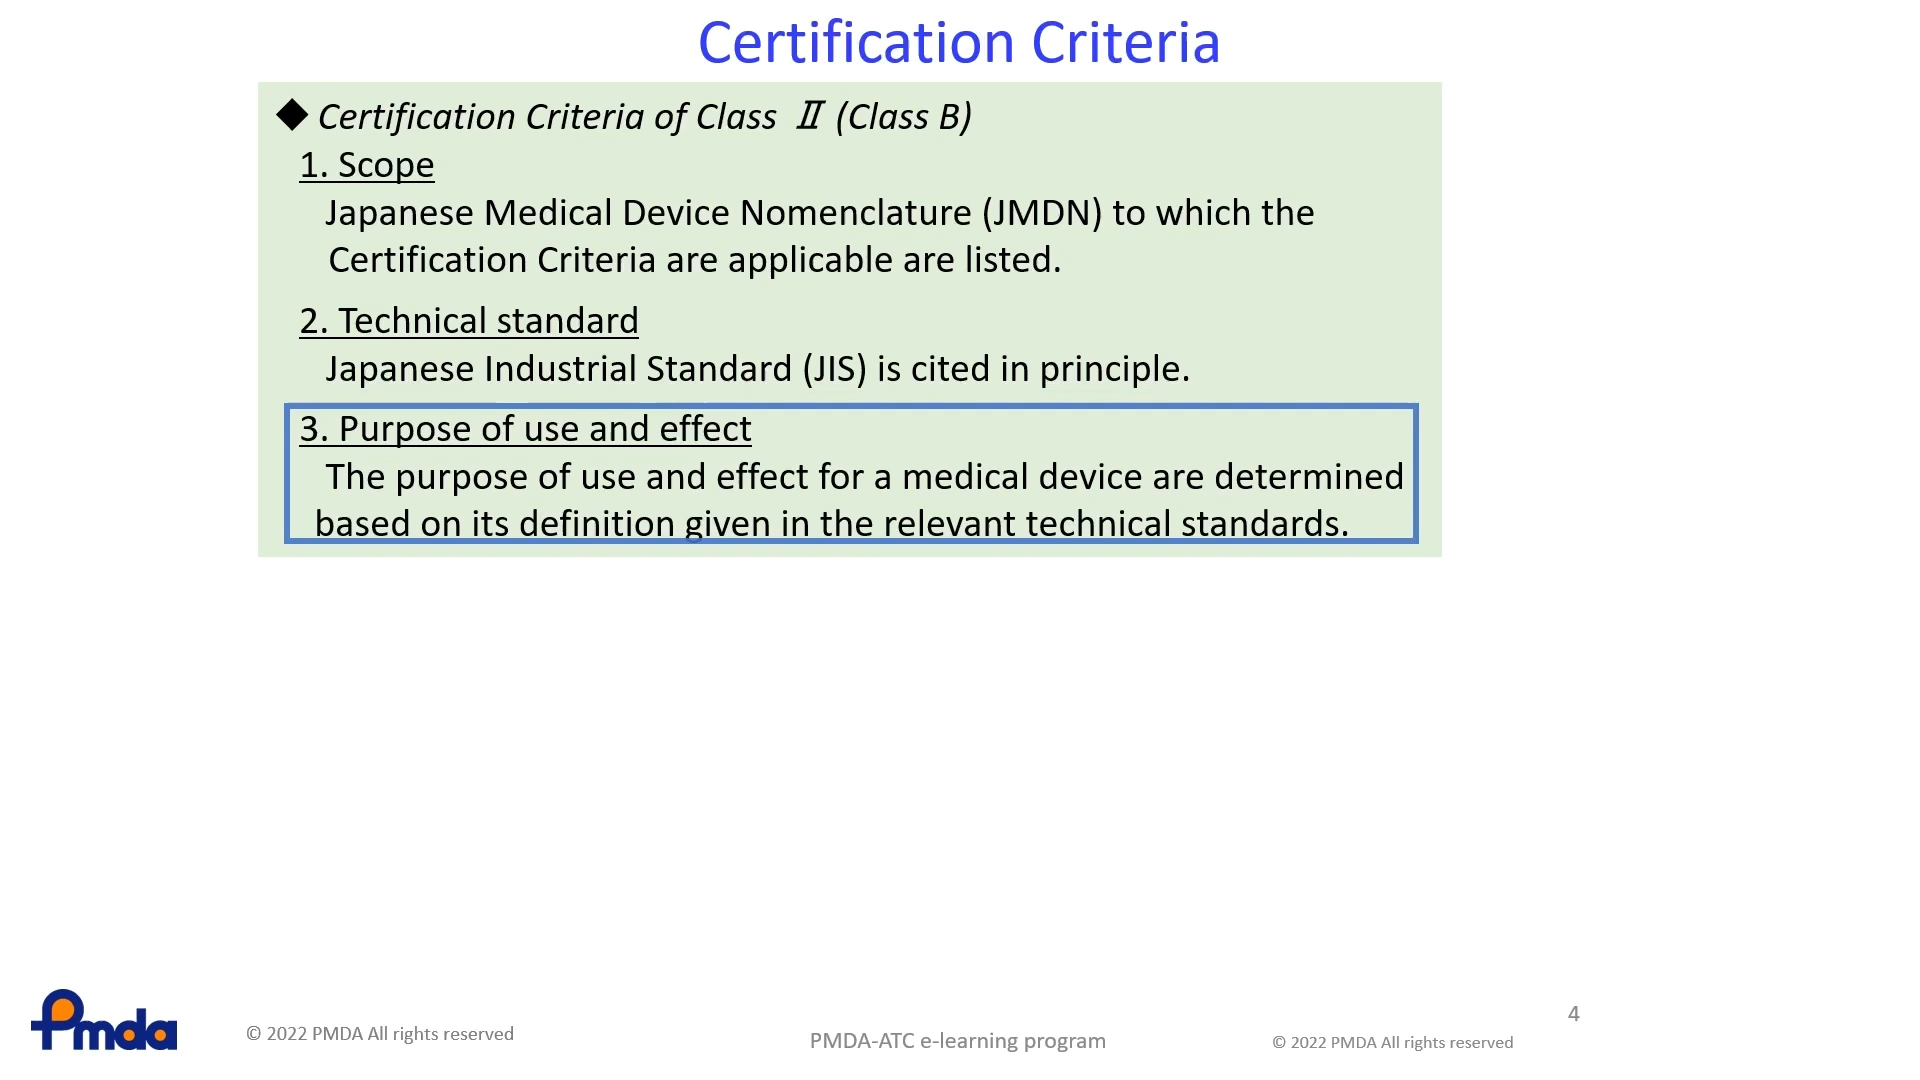 Certification Criteria
◆ Certification Criteria of Class Ⅱ (Class B)
1. Scope
Japanese Medical Device Nomenclature (JMDN) to which the
Certification Criteria are applicable are listed.
2. Technical standard
Japanese Industrial Standard (JIS) is cited in principle.
3. Purpose of use and effect
The purpose of use and effect for a medical device are determined
based on its definition given in the relevant technical standards.
4
Pmda
© 2022 PMDA All rights reserved
PMDA-ATC e-learning program
© 2022 PMDA All rights reserved